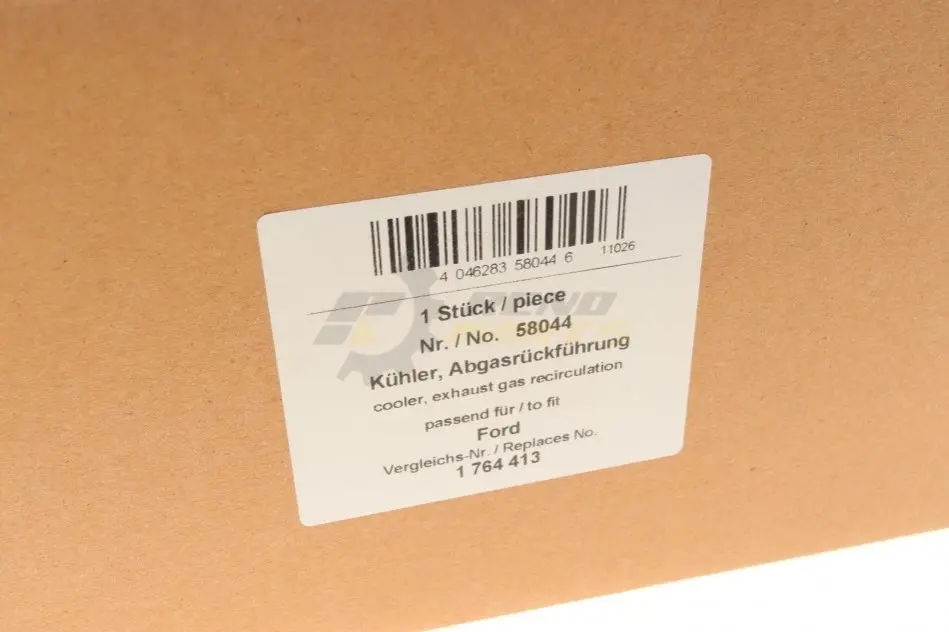 4 046283 58044 6 11026
1 Stück / piece
Nr. / No. 58044
Kühler, Abgasrückführung
cooler, exhaust gas recirculation
passend für / to fit
Ford
Vergleichs-Nr. / Replaces No.
1 764 413